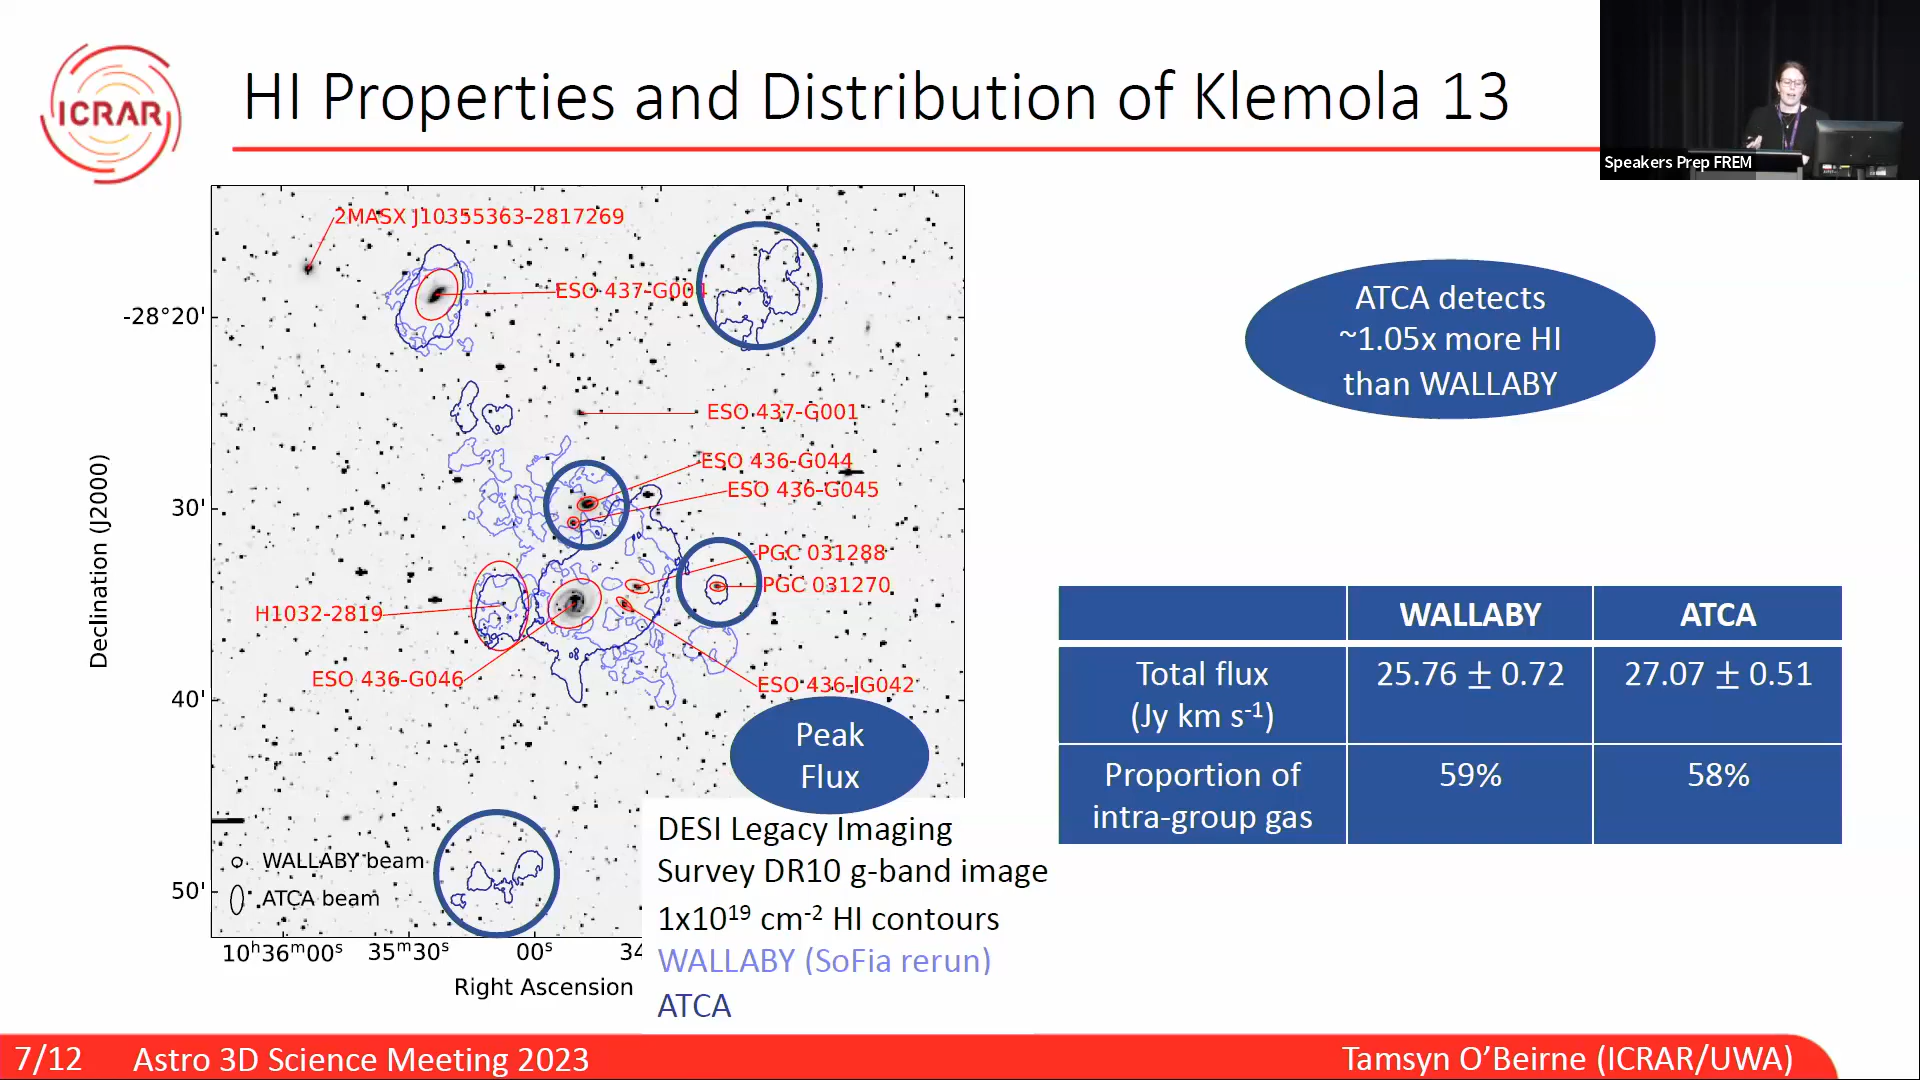 ICRAR
HI Properties and Distribution of Klemola 13
Speakers Prep FREM
2MASX J10355363-2817269
ESO 437-G004
-28°20'
ESO 437-G001
ESO 436-G044
ESO 436-G045
30'
PGC 031288
PGC 031270
H1032-2819
ESO 436-G046
ESO 436-IG042
40'
Declination (J2000)
Peak
Flux
WALLABY beam
ATCA beam
50'
10ʰ36ᵐ00ˢ 35ᵐ30ˢ 00ˢ 34
Right Ascension
DESI Legacy Imaging
Survey DR10 g-band image
1x10¹⁹ cm⁻² HI contours
WALLABY (SoFia rerun)
ATCA
ATCA detects
~1.05x more HI
than WALLABY
WALLABY ATCA
Total flux 25.76 ± 0.72 27.07 ± 0.51
(Jy km s⁻¹)
Proportion of 59% 58%
intra-group gas
7/12 Astro 3D Science Meeting 2023 Tamsyn O’Beirne (ICRAR/UWA)